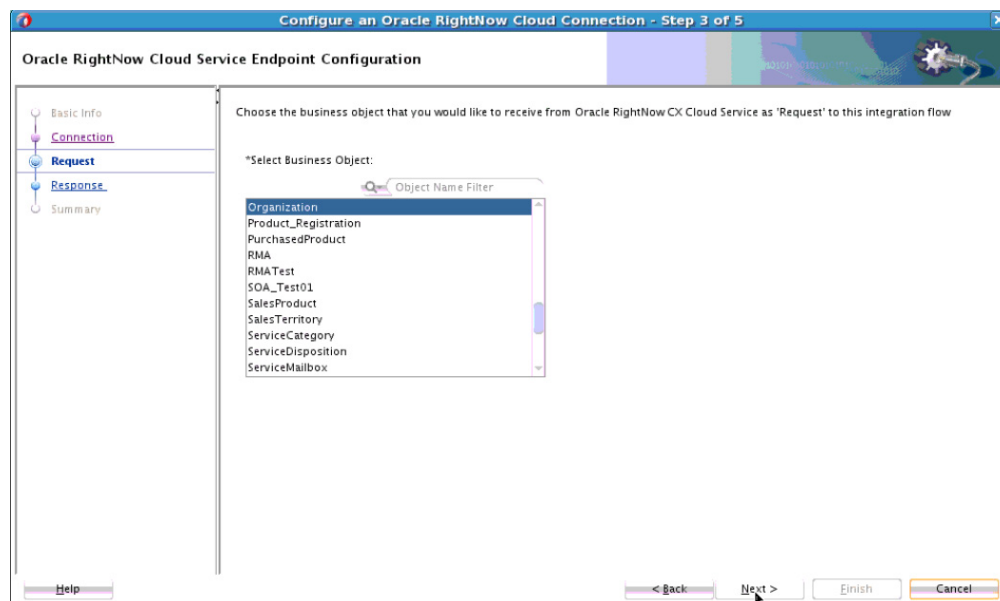 Configure an Oracle RightNow Cloud Connection - Step 3 of 5
Oracle RightNow Cloud Service Endpoint Configuration
Basic Info
Connection
Request
Response
Summary
Choose the business object that you would like to receive from Oracle RightNow CX Cloud Service as 'Request' to this integration flow
*Select Business Object:
Object Name Filter
Organization
Product_Registration
PurchasedProduct
RMA
RMATest
SOA_Test01
SalesProduct
SalesTerritory
ServiceCategory
ServiceDisposition
ServiceMailbox
Help
< Back
Next >
Finish
Cancel